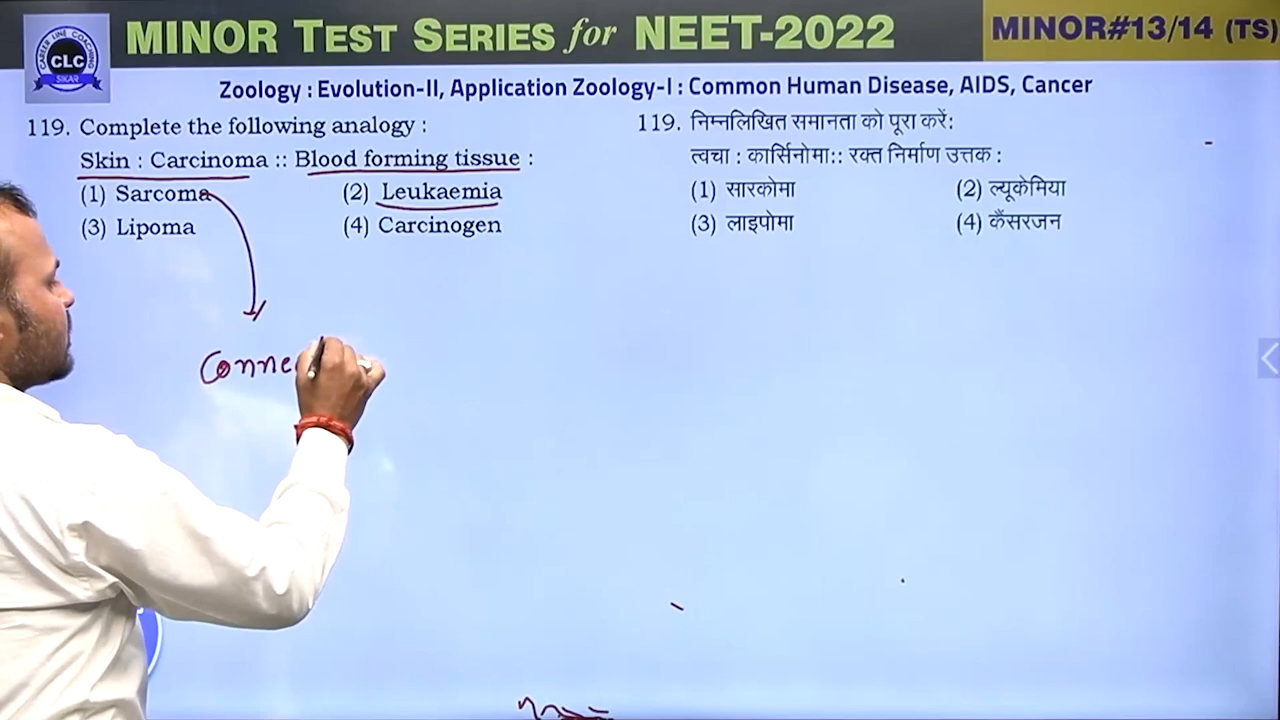 CAREER LINE COACHING
CLC
SIKAR
MINOR TEST SERIES for NEET-2022
MINOR#13/14 (TS)
Zoology : Evolution-II, Application Zoology-I : Common Human Disease, AIDS, Cancer
119. Complete the following analogy :
Skin : Carcinoma :: Blood forming tissue :
(1) Sarcoma (2) Leukaemia
(3) Lipoma (4) Carcinogen
Conne
119. निम्नलिखित समानता को पूरा करें:
त्वचा : कार्सिनोमा:: रक्त निर्माण उत्तक :
(1) सारकोमा (2) ल्यूकेमिया
(3) लाइपोमा (4) कैंसरजन